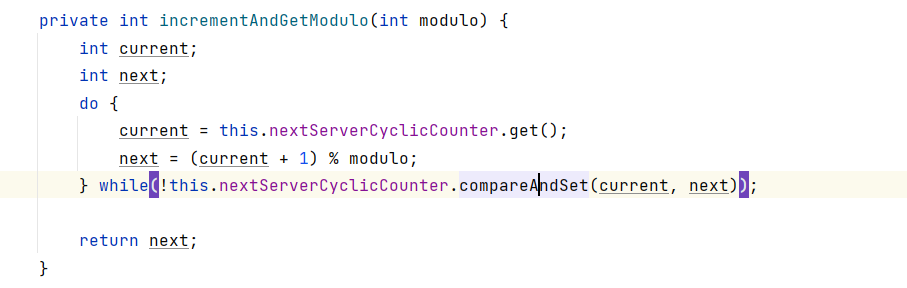 private int incrementAndGetModulo(int modulo) {
    int current;
    int next;
    do {
        current = this.nextServerCyclicCounter.get();
        next = (current + 1) % modulo;
    } while(!this.nextServerCyclicCounter.compareAndSet(current, next));

    return next;
}